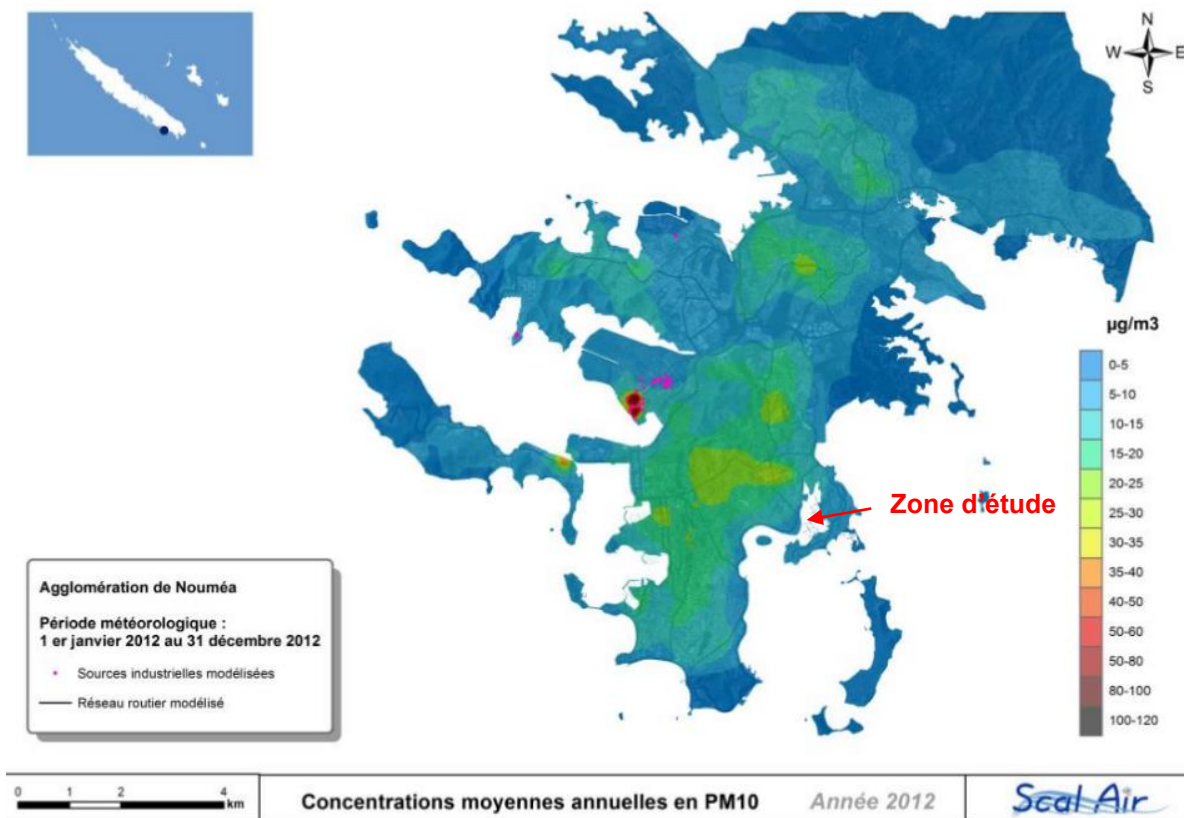 N
W E
S
µg/m3
0-5
5-10
10-15
15-20
20-25
25-30
30-35
35-40
40-50
50-60
50-80
80-100
100-120
Zone d'étude
Agglomération de Nouméa
Période météorologique :
1 er janvier 2012 au 31 décembre 2012
Sources industrielles modélisées
Réseau routier modélisé
0 1 2 4
km
Concentrations moyennes annuelles en PM10 Année 2012
Scal Air